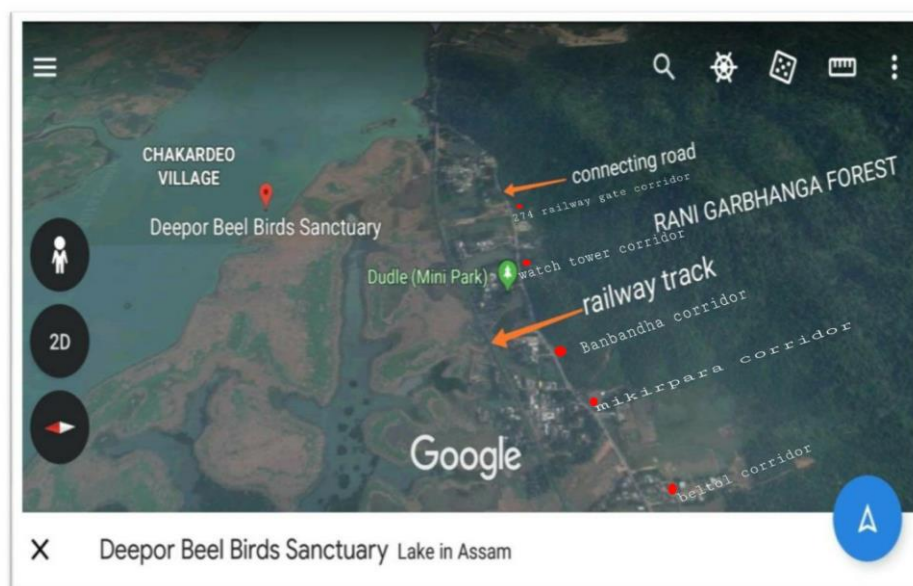 CHAKARDEO
VILLAGE
Deepor Beel Birds Sanctuary
connecting road
274 railway gate corridor
RANI GARBHANGA FOREST
watch tower corridor
Dudle (Mini Park)
railway track
Banbandha corridor
2D
mikirpara corridor
Google
beltal corridor
Deepor Beel Birds Sanctuary Lake in Assam